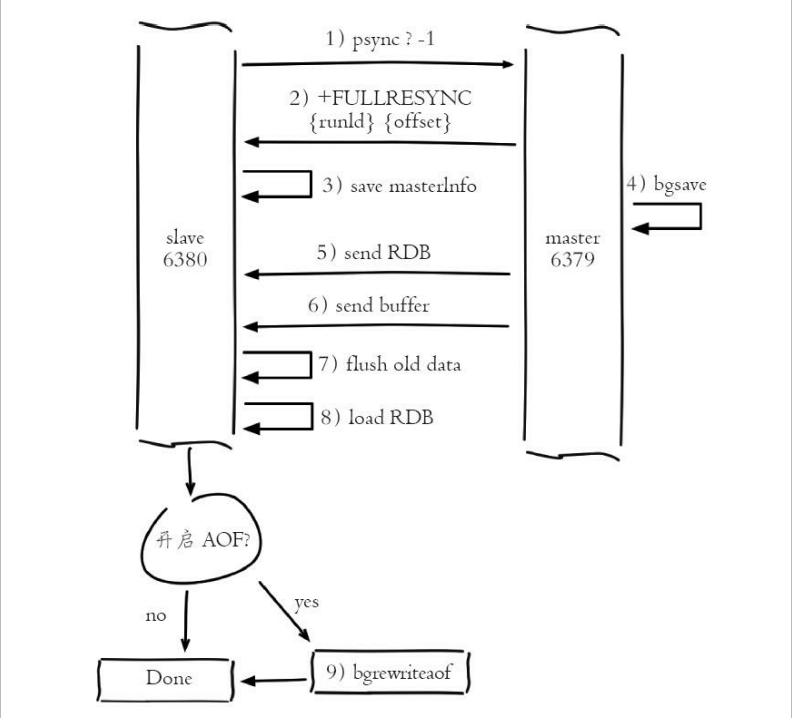 1) psync ? -1
2) +FULLRESYNC
{runId} {offset}
3) save masterInfo
4) bgsave
slave
6380
master
6379
5) send RDB
6) send buffer
7) flush old data
8) load RDB
开启 AOF?
no
yes
Done
9) bgrewriteaof